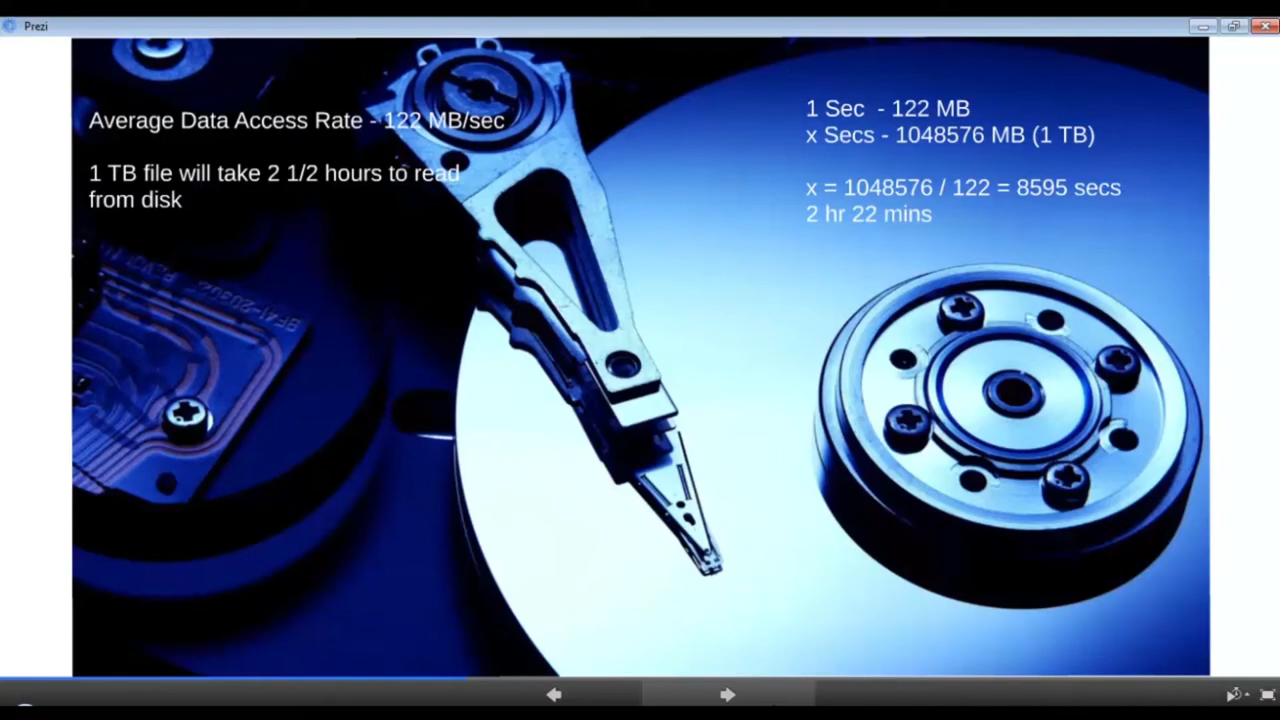 Prezi
Average Data Access Rate - 122 MB/sec
1 TB file will take 2 1/2 hours to read
from disk
1 Sec - 122 MB
x Secs - 1048576 MB (1 TB)
x = 1048576 / 122 = 8595 secs
2 hr 22 mins